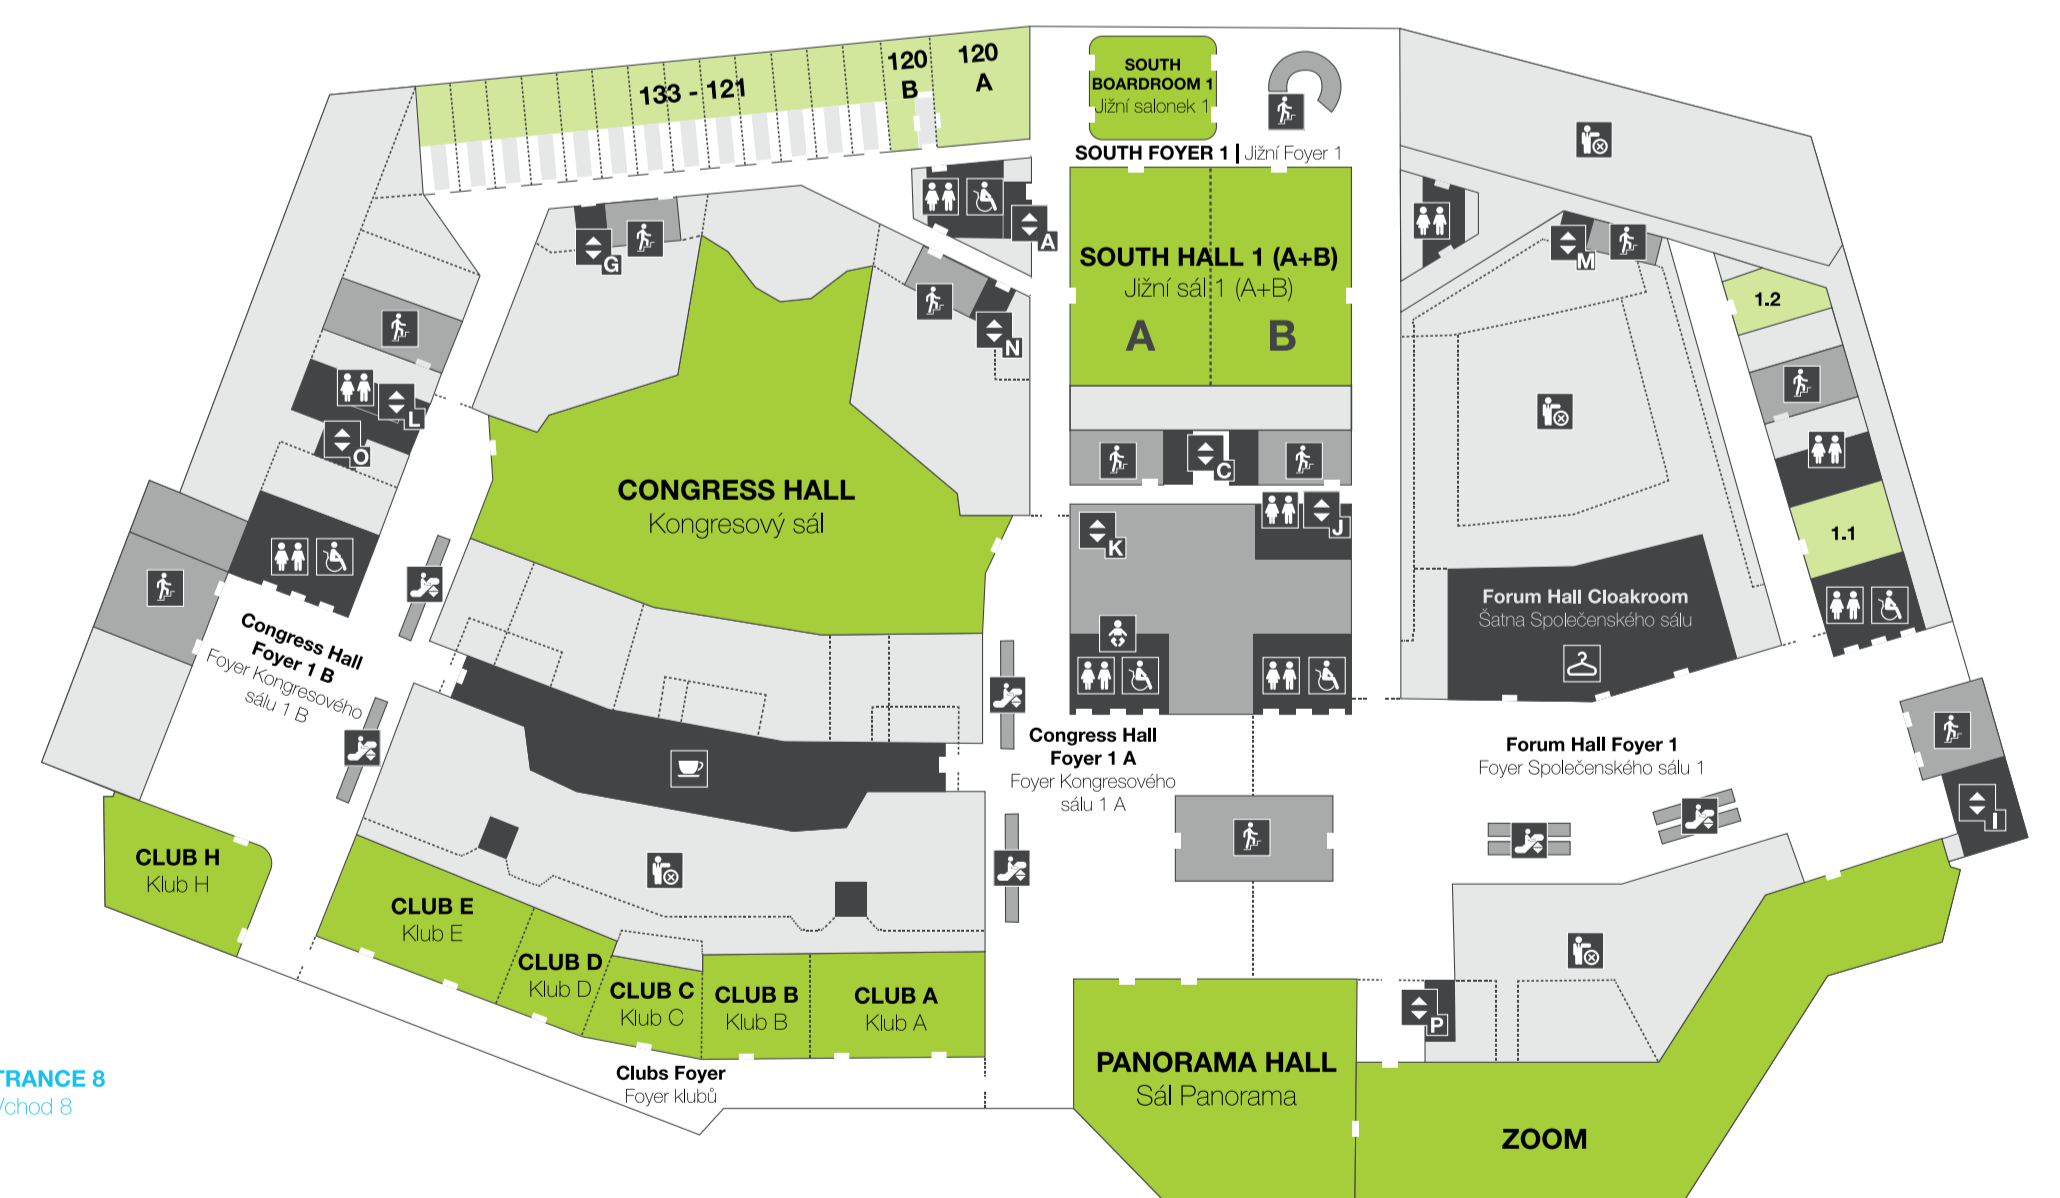 133 - 121
120
B
120
A
SOUTH
BOARDROOM 1
Jižní salonek 1
SOUTH FOYER 1 | Jižní Foyer 1
A
G
M
SOUTH HALL 1 (A+B)
Jižní sál 1 (A+B)
A
B
1.2
N
L
O
C
CONGRESS HALL
Kongresový sál
K
J
1.1
Forum Hall Cloakroom
Šatna Společenského sálu
Congress Hall
Foyer 1 B
Foyer Kongresového
sálu 1 B
Congress Hall
Foyer 1 A
Foyer Kongresového
sálu 1 A
Forum Hall Foyer 1
Foyer Společenského sálu 1
I
CLUB H
Klub H
CLUB E
Klub E
CLUB D
Klub D
CLUB C
Klub C
CLUB B
Klub B
CLUB A
Klub A
P
Clubs Foyer
Foyer klubů
PANORAMA HALL
Sál Panorama
ZOOM
TRANCE 8
Vchod 8